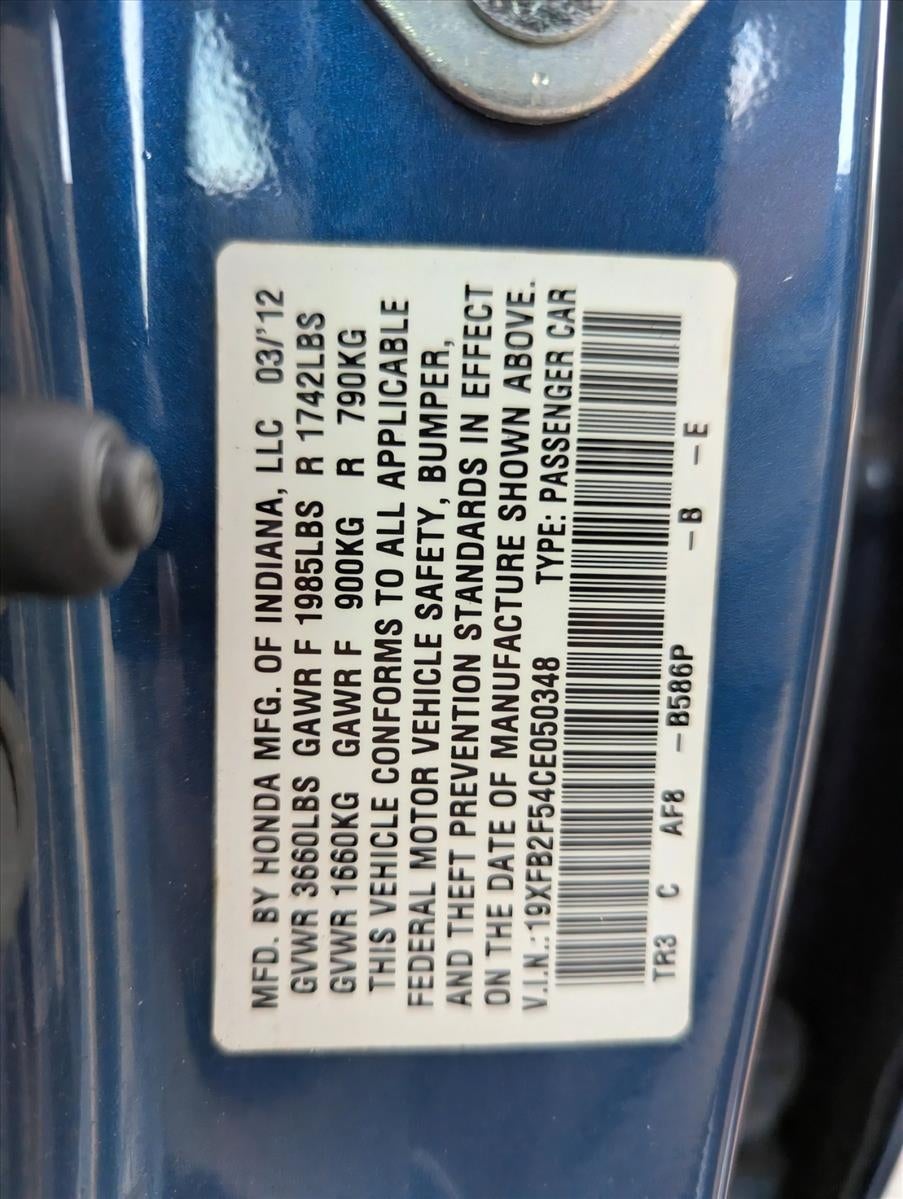 MFD. BY HONDA MFG. OF INDIANA, LLC 03/'12
GVWR 3660LBS GAWR F 1985LBS R 1742LBS
GVWR 1660KG GAWR F 900KG R 790KG
THIS VEHICLE CONFORMS TO ALL APPLICABLE
FEDERAL MOTOR VEHICLE SAFETY, BUMPER,
AND THEFT PREVENTION STANDARDS IN EFFECT
ON THE DATE OF MANUFACTURE SHOWN ABOVE.
V.I.N.:19XFB2F54CE050348 TYPE: PASSENGER CAR
TR3 C AF8 -B586P -B -E